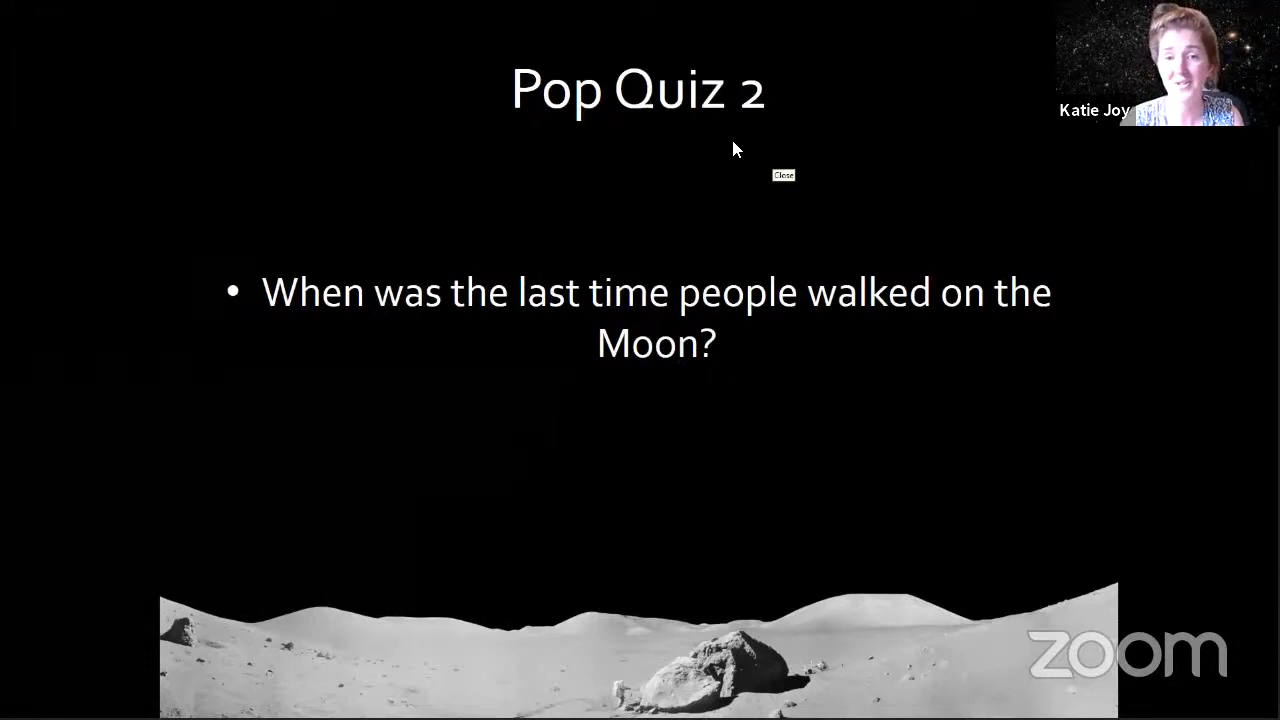 Pop Quiz 2
Katie Joy
Close
• When was the last time people walked on the
Moon?
zoom